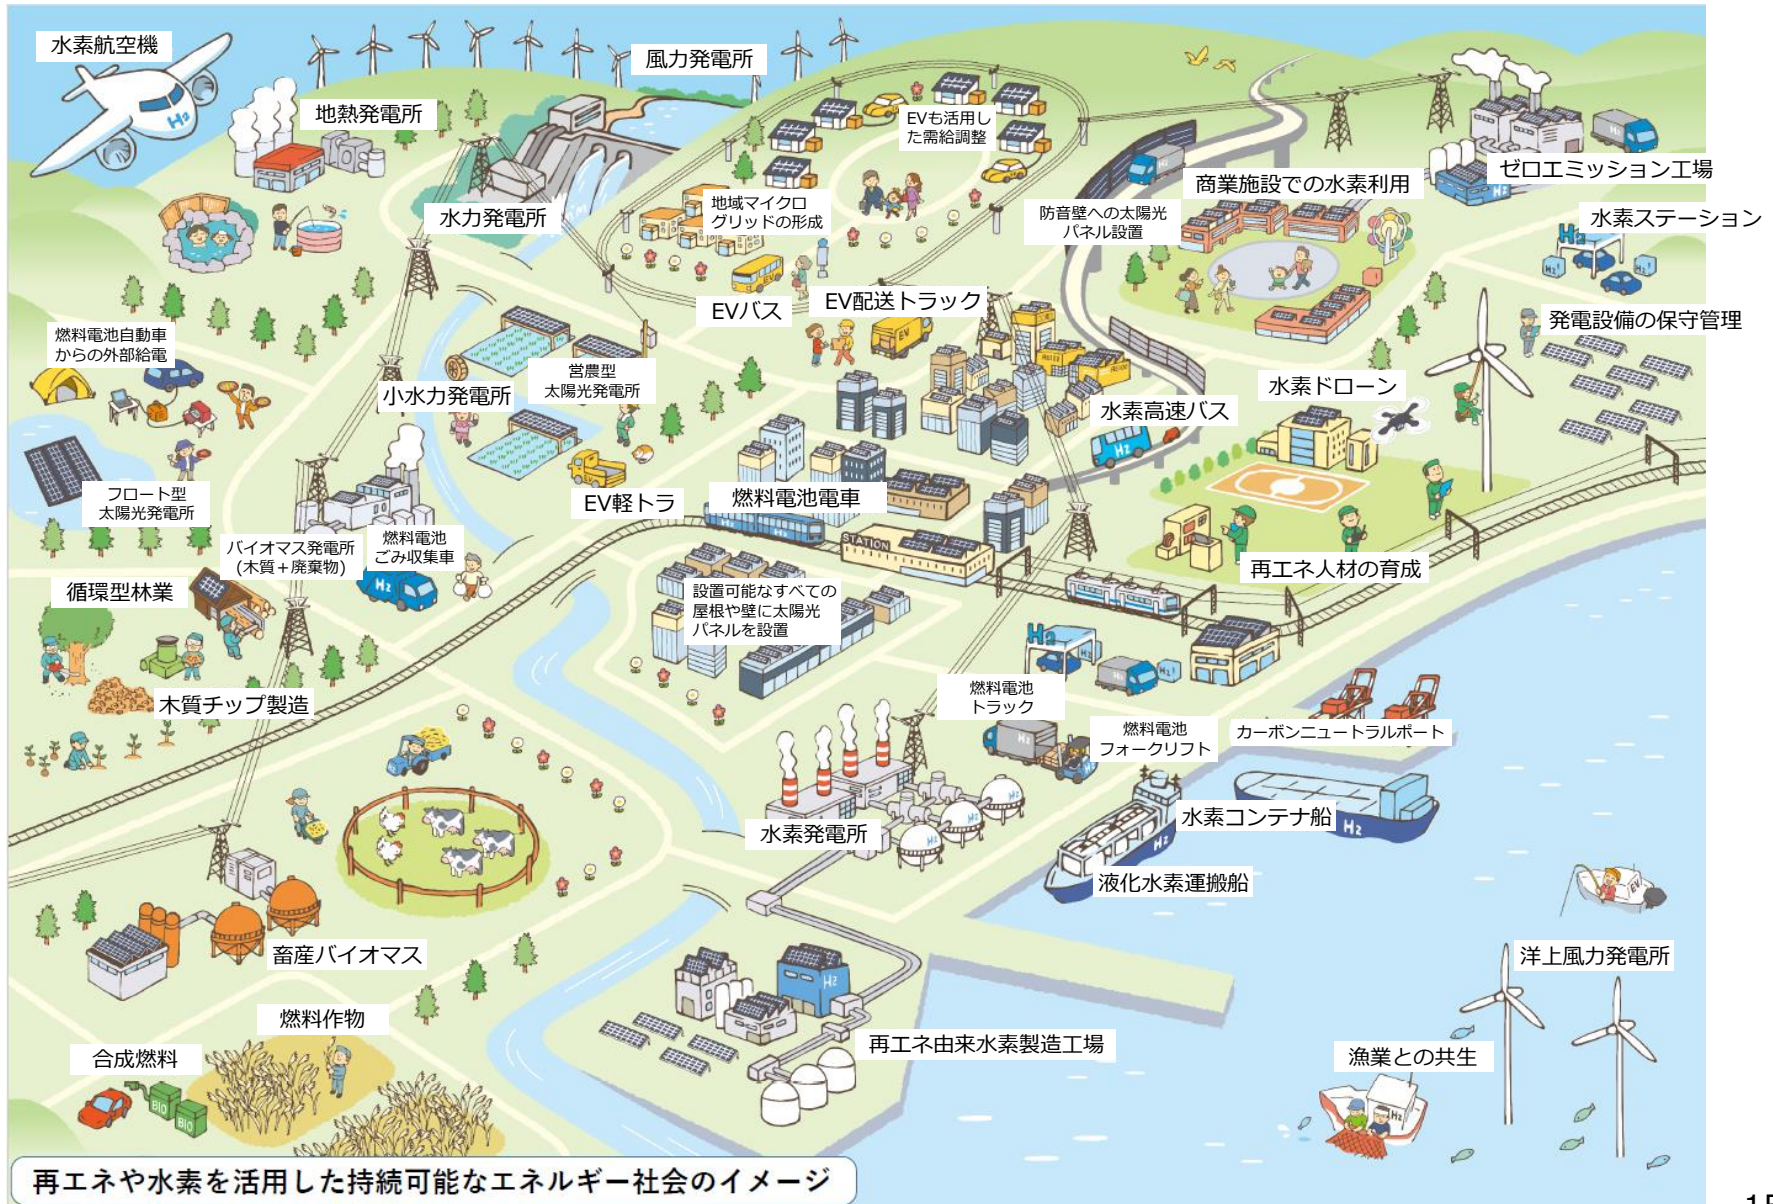 水素航空機
風力発電所
地熱発電所
EVも活用し
た需給調整
ゼロエミッション工場
商業施設での水素利用
水力発電所
地域マイクロ
グリッドの形成
防音壁への太陽光
パネル設置
水素ステーション
EVバス
EV配送トラック
発電設備の保守管理
燃料電池自動車
からの外部給電
小水力発電所
営農型
太陽光発電所
水素高速バス
水素ドローン
フロート型
太陽光発電所
EV軽トラ
燃料電池電車
バイオマス発電所
(木質+廃棄物)
燃料電池
ごみ収集車
STATION
再エネ人材の育成
循環型林業
設置可能なすべての
屋根や壁に太陽光
パネルを設置
木質チップ製造
燃料電池
トラック
燃料電池
フォークリフト
カーボンニュートラルポート
水素発電所
水素コンテナ船
液化水素運搬船
畜産バイオマス
洋上風力発電所
燃料作物
合成燃料
再エネ由来水素製造工場
漁業との共生
H2
H2
H2
H2
H2
H2
H2
H2
EV
EV
EV
BIO
BIO
再エネや水素を活用した持続可能なエネルギー社会のイメージ